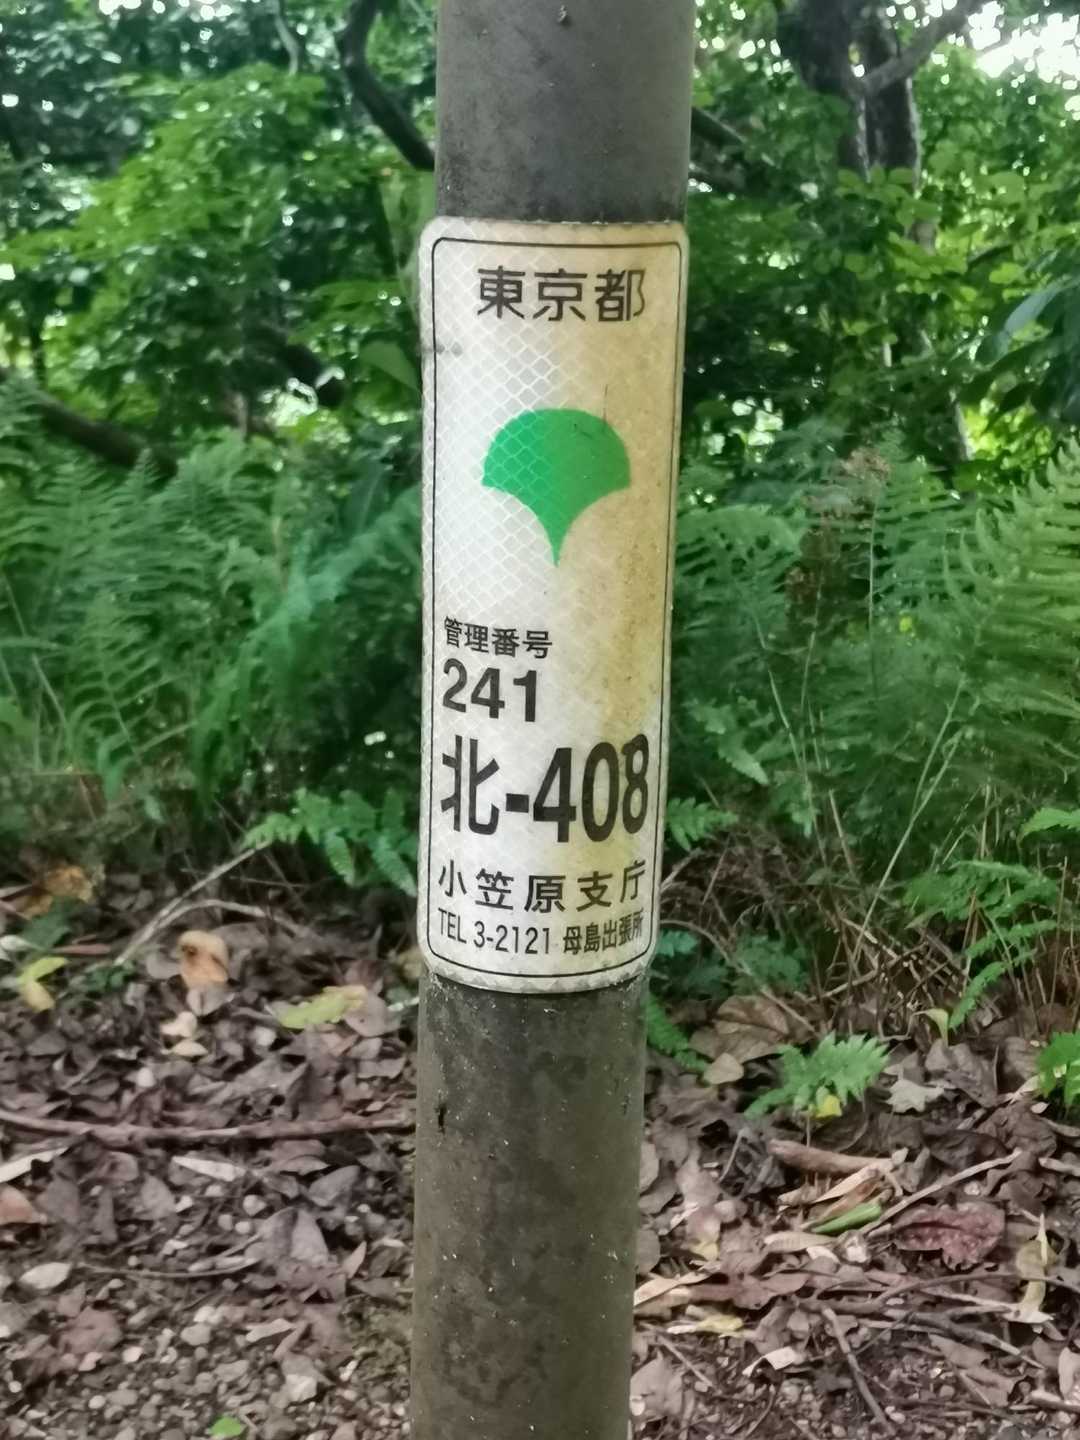 東京都
管理番号
241
北-408
小笠原支庁
TEL 3-2121 母島出張所